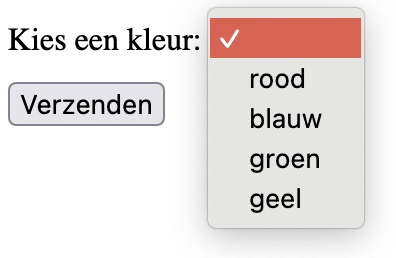 Kies een kleur:
rood
blauw
groen
geel
Verzenden